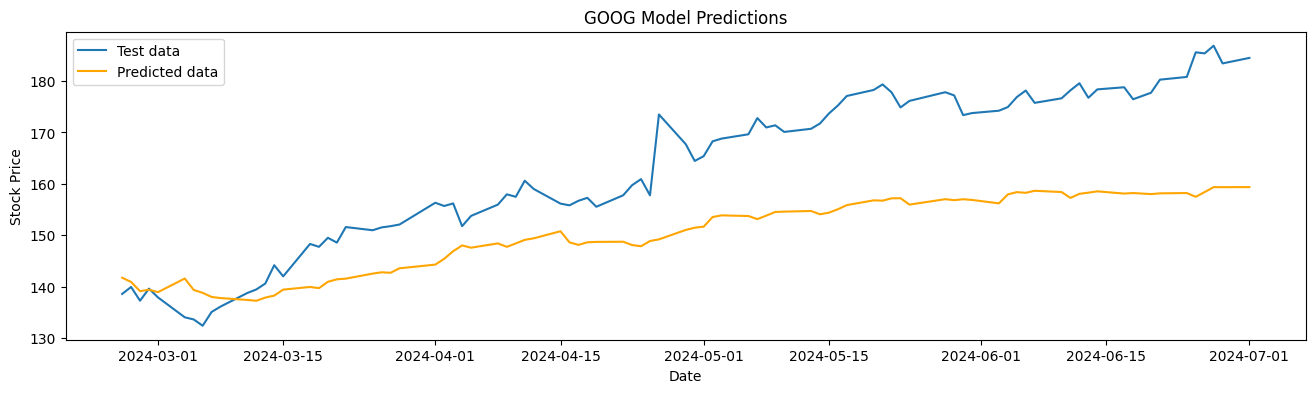 GOOG Model Predictions
Test data
Predicted data
Stock Price
180
170
160
150
140
130
2024-03-01 2024-03-15 2024-04-01 2024-04-15 2024-05-01 2024-05-15 2024-06-01 2024-06-15 2024-07-01
Date